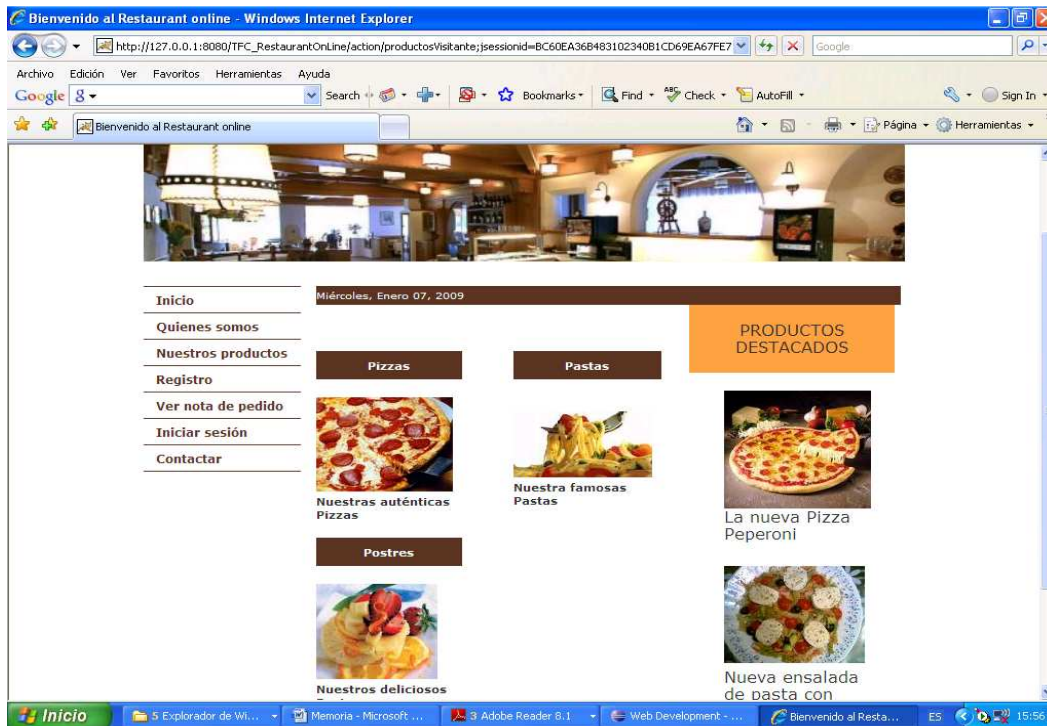 Bienvenido al Restaurant online - Windows Internet Explorer
http://127.0.0.1:8080/TFC_RestaurantOnLine/action/productosVisitante;jsessionid=BC60EA36B483102340B1CD69EA67FE7
Google
Archivo Edición Ver Favoritos Herramientas Ayuda
Google Search Bookmarks Find Check AutoFill Sign In
Bienvenido al Restaurant online Página Herramientas
Miércoles, Enero 07, 2009
Inicio
Quienes somos
Nuestros productos
Registro
Ver nota de pedido
Iniciar sesión
Contactar
Pizzas
Nuestras auténticas
Pizzas
Pastas
Nuestra famosas
Pastas
Postres
Nuestros deliciosos
PRODUCTOS
DESTACADOS
La nueva Pizza
Peperoni
Nueva ensalada
de pasta con
Inicio 5 Explorador de Wi... Memoria - Microsoft ... 3 Adobe Reader 8.1 Web Development - ... Bienvenido al Resta... ES 15:56